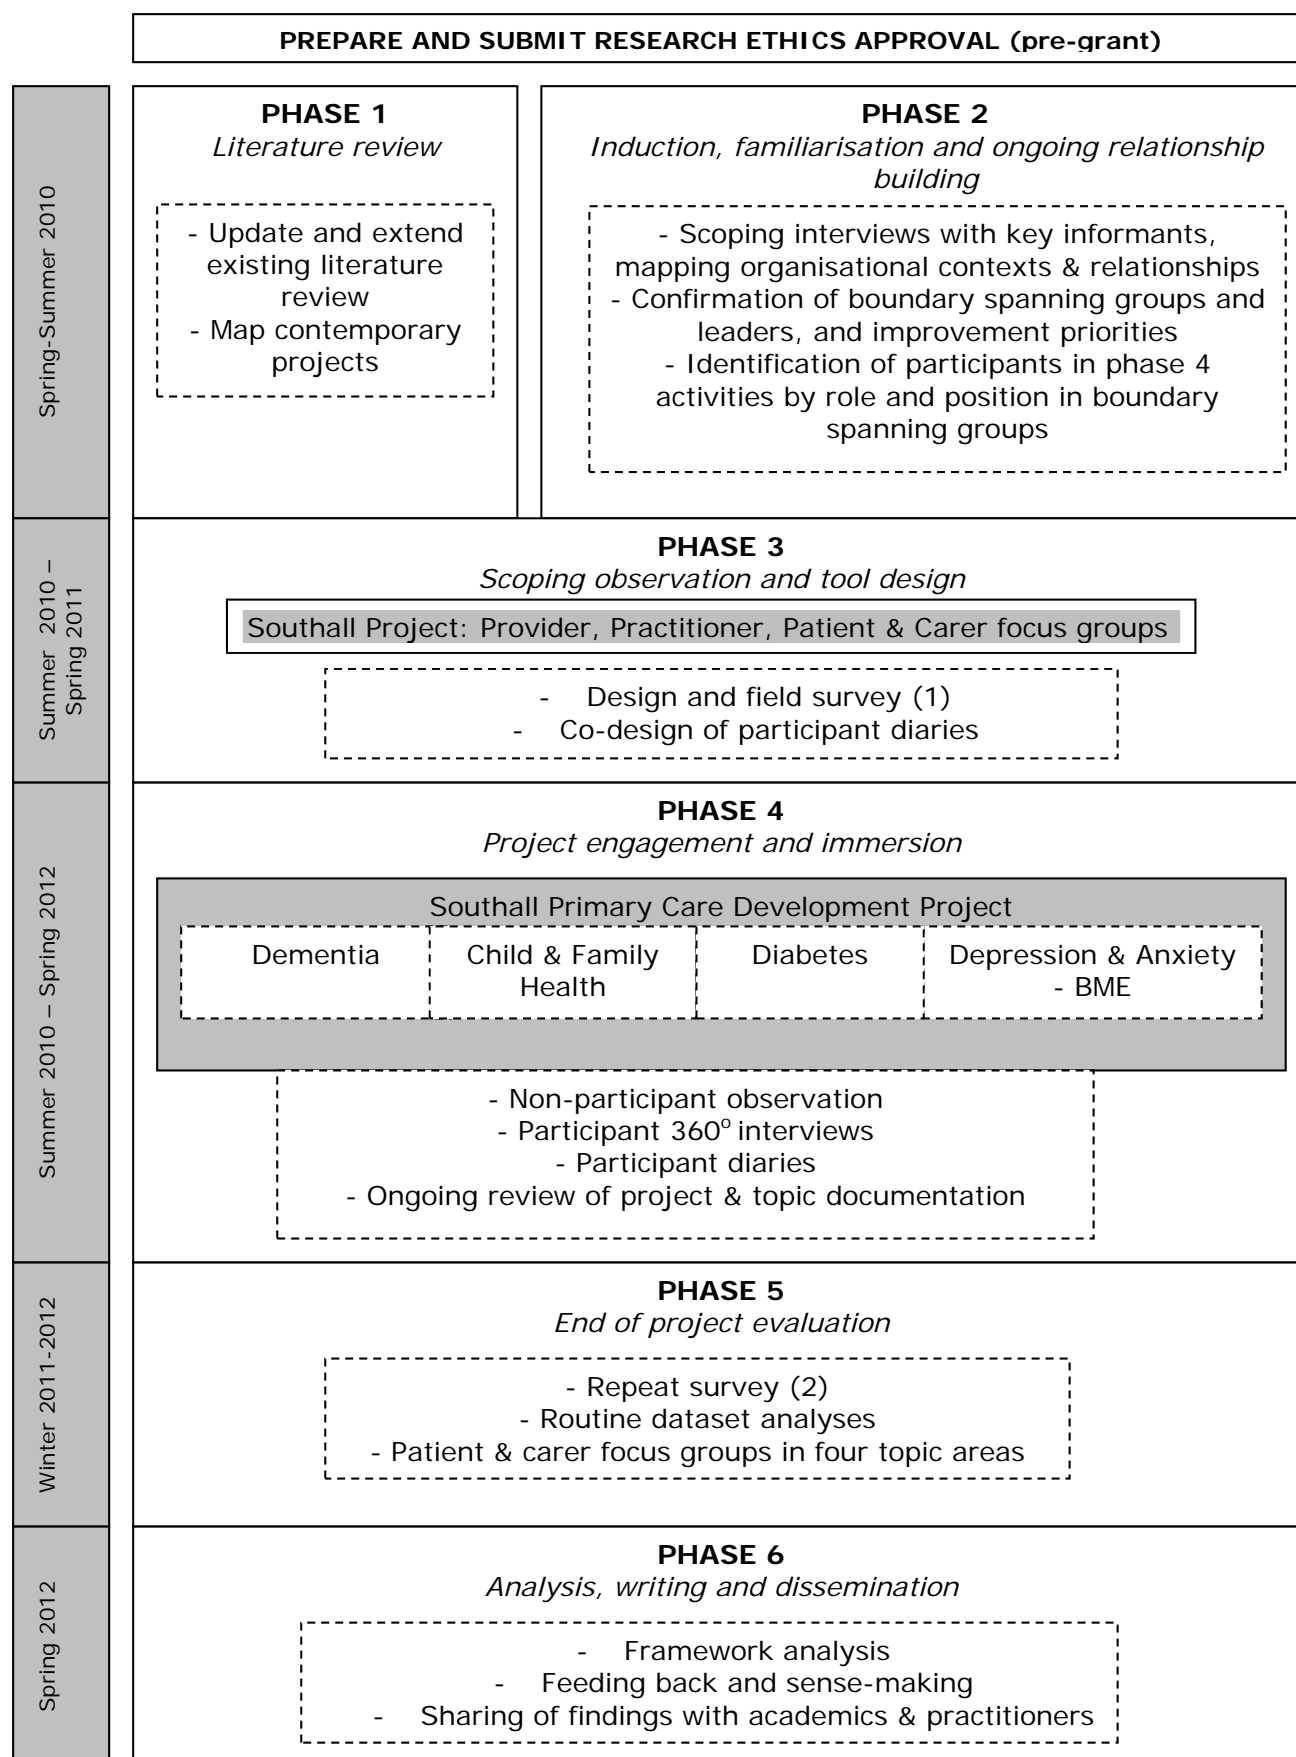 PREPARE AND SUBMIT RESEARCH ETHICS APPROVAL (pre-grant)
Spring-Summer 2010
PHASE 1
Literature review
- Update and extend
existing literature
review
- Map contemporary
projects
PHASE 2
Induction, familiarisation and ongoing relationship
building
- Scoping interviews with key informants,
mapping organisational contexts & relationships
- Confirmation of boundary spanning groups and
leaders, and improvement priorities
- Identification of participants in phase 4
activities by role and position in boundary
spanning groups
Summer 2010 –
Spring 2011
PHASE 3
Scoping observation and tool design
Southall Project: Provider, Practitioner, Patient & Carer focus groups
- Design and field survey (1)
- Co-design of participant diaries
Summer 2010 – Spring 2012
PHASE 4
Project engagement and immersion
Southall Primary Care Development Project
Dementia
Child & Family
Health
Diabetes
Depression & Anxiety
- BME
- Non-participant observation
- Participant 360º interviews
- Participant diaries
- Ongoing review of project & topic documentation
Winter 2011-2012
PHASE 5
End of project evaluation
- Repeat survey (2)
- Routine dataset analyses
- Patient & carer focus groups in four topic areas
Spring 2012
PHASE 6
Analysis, writing and dissemination
- Framework analysis
- Feeding back and sense-making
- Sharing of findings with academics & practitioners